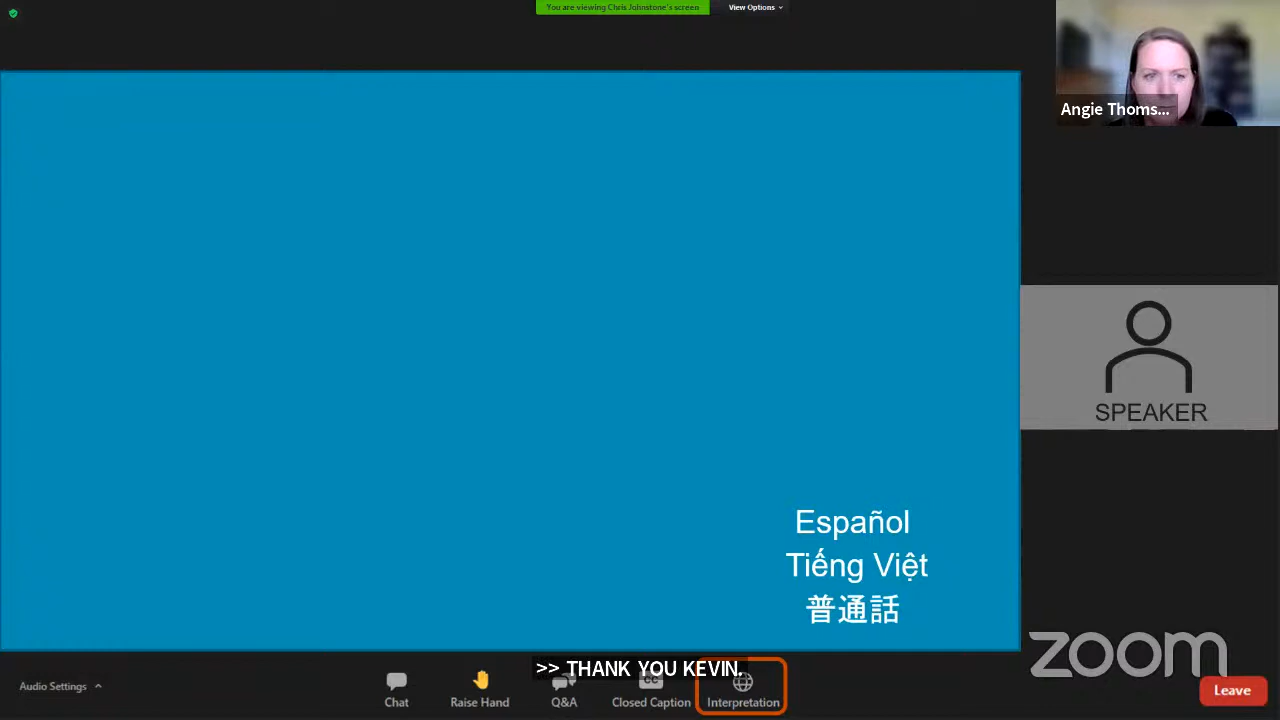 You are viewing Chris Johnstone's screen
View Options
Angie Thoms...
SPEAKER
Español
Tiếng Việt
普通話
zoom
>> THANK YOU KEVIN.
Audio Settings
Chat
Raise Hand
Q&A
CC
Closed Caption
Interpretation
Leave